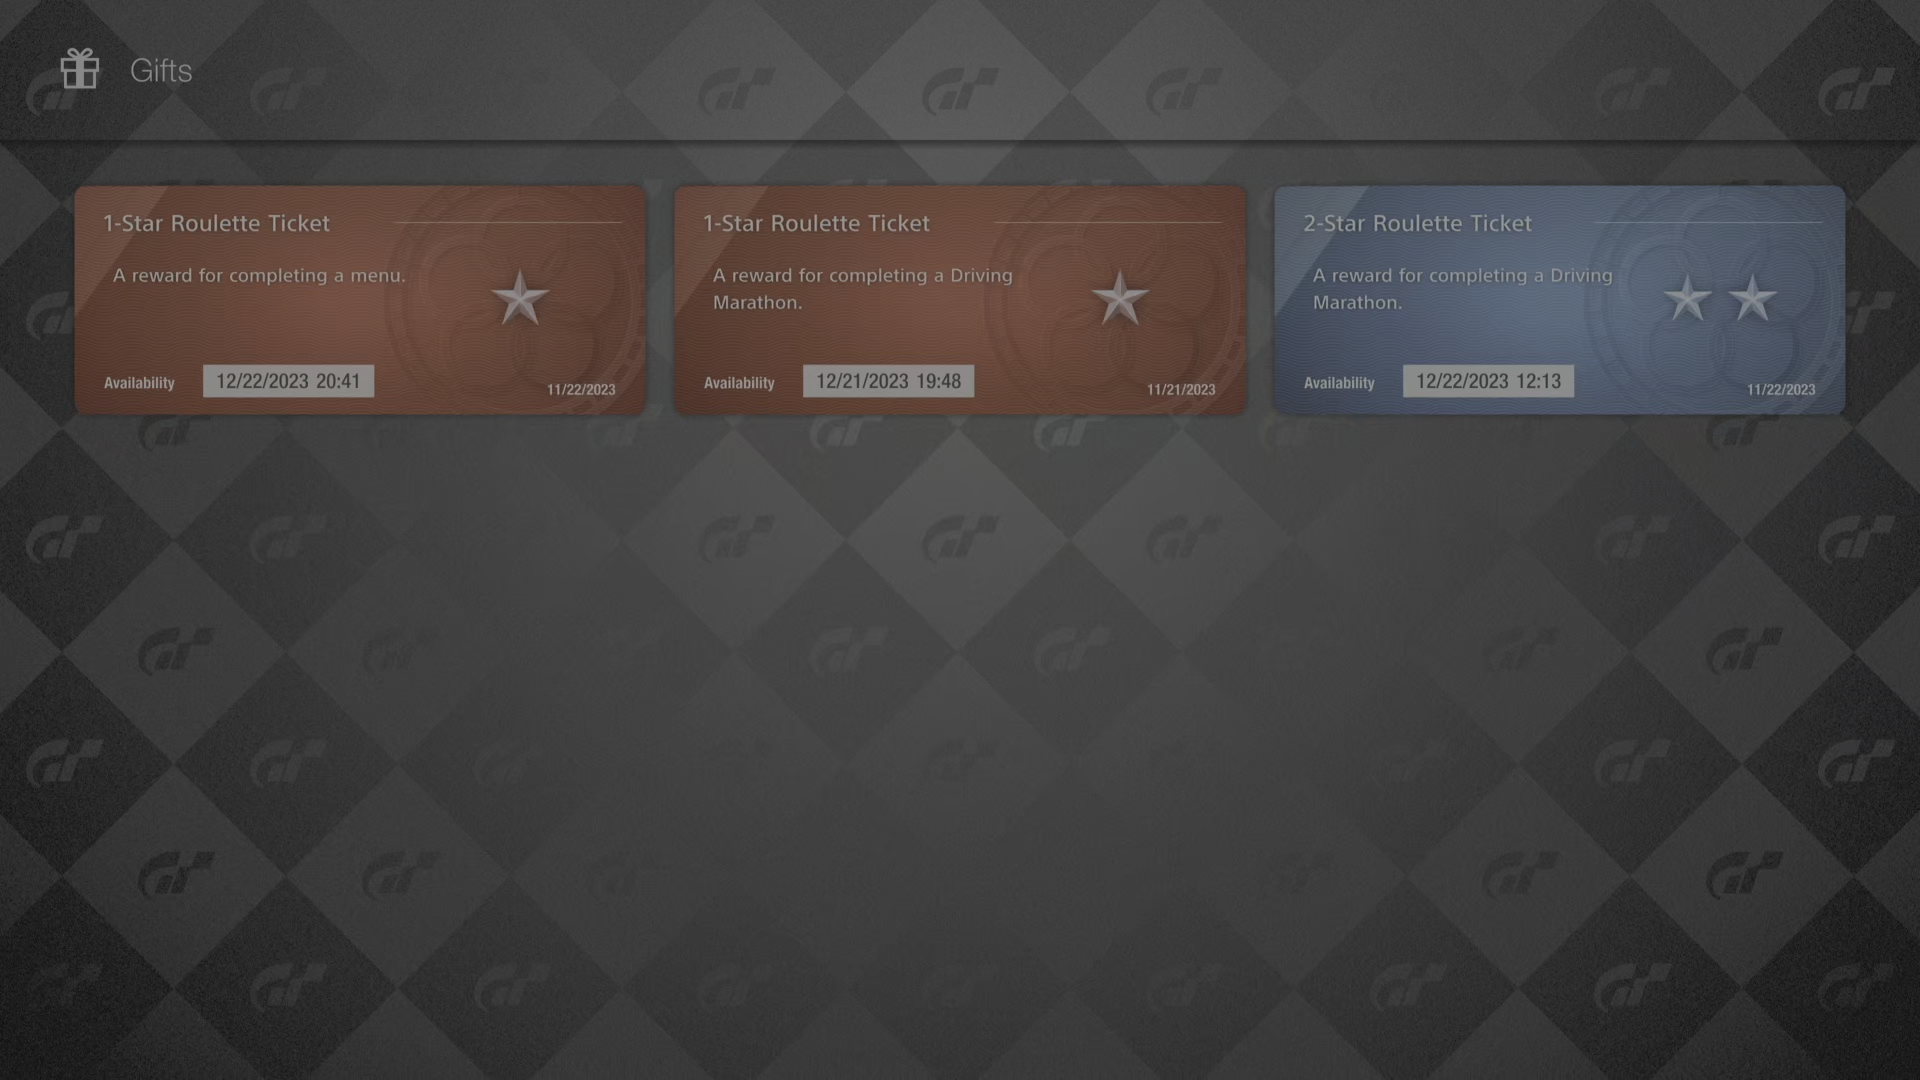 Gifts
1-Star Roulette Ticket
A reward for completing a menu.
Availability 12/22/2023 20:41 11/22/2023
1-Star Roulette Ticket
A reward for completing a Driving
Marathon.
Availability 12/21/2023 19:48 11/21/2023
2-Star Roulette Ticket
A reward for completing a Driving
Marathon.
Availability 12/22/2023 12:13 11/22/2023